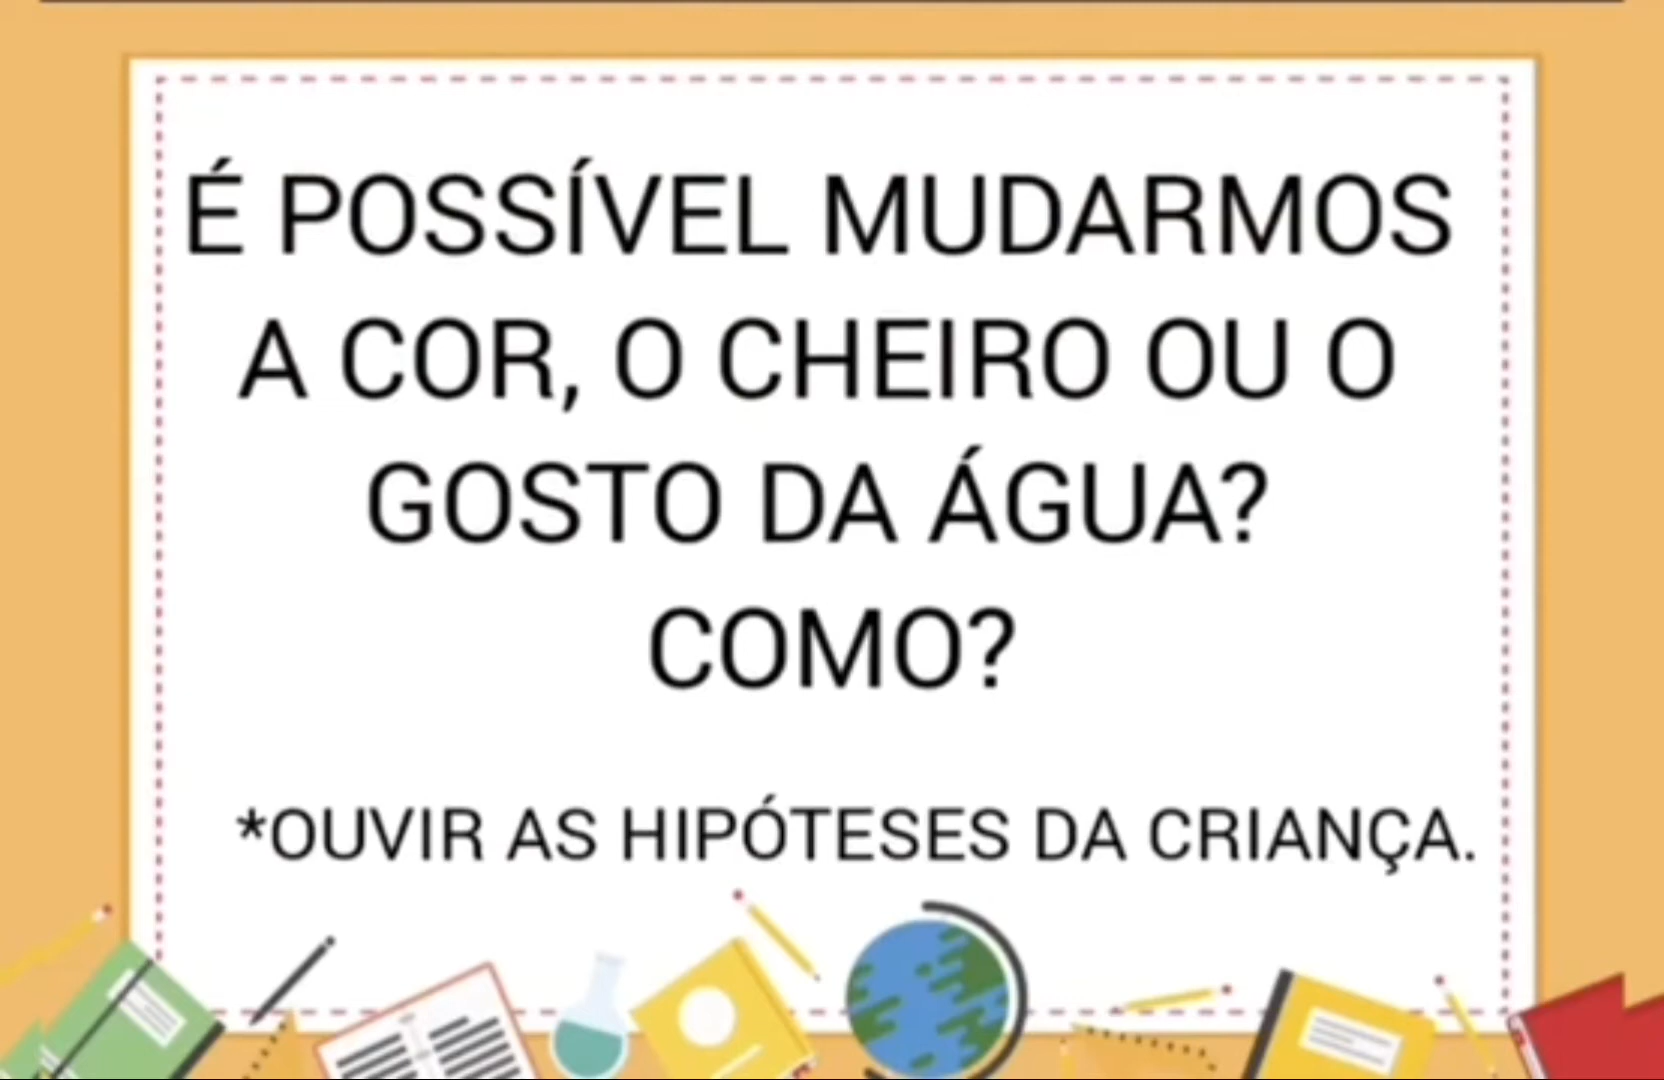 É POSSÍVEL MUDARMOS
A COR, O CHEIRO OU O
GOSTO DA ÁGUA?
COMO?
*OUVIR AS HIPÓTESES DA CRIANÇA.